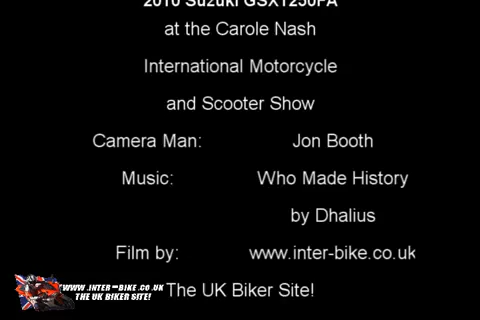 2010 Suzuki GSX1250FA
at the Carole Nash
International Motorcycle
and Scooter Show
Camera Man: Jon Booth
Music: Who Made History
by Dhalius
Film by: www.inter-bike.co.uk
The UK Biker Site!
WWW.INTER-BIKE.CO.UK
THE UK BIKER SITE!